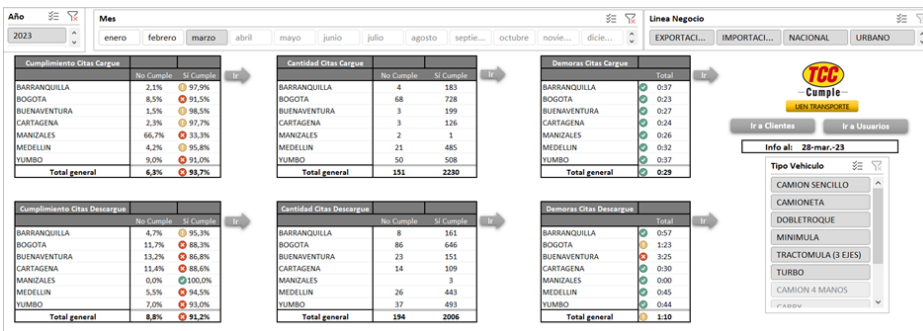 Año
2023
Mes
enero febrero marzo abril mayo junio julio agosto septie... octubre novie... dicie...
Linea Negocio
EXPORTACI... IMPORTACI... NACIONAL URBANO
Cumplimiento Citas Cargue
No Cumple Sí Cumple
BARRANQUILLA 2,1% 97,9%
BOGOTA 8,5% 91,5%
BUENAVENTURA 1,5% 98,5%
CARTAGENA 2,3% 97,7%
MANIZALES 66,7% 33,3%
MEDELLIN 4,2% 95,8%
YUMBO 9,0% 91,0%
Total general 6,3% 93,7%
Ir
Cantidad Citas Cargue
No Cumple Sí Cumple
BARRANQUILLA 4 183
BOGOTA 68 728
BUENAVENTURA 3 199
CARTAGENA 3 126
MANIZALES 2 1
MEDELLIN 21 485
YUMBO 50 508
Total general 151 2230
Ir
Demoras Citas Cargue
Total
BARRANQUILLA 0:37
BOGOTA 0:23
BUENAVENTURA 0:27
CARTAGENA 0:24
MANIZALES 0:26
MEDELLIN 0:32
YUMBO 0:37
Total general 0:29
Ir
TCC
Cumple
UEN TRANSPORTE
Ir a Clientes Ir a Usuarios
Info al: 28-mar.-23
Tipo Vehiculo
CAMION SENCILLO
CAMIONETA
DOBLETROQUE
MINIMULA
TRACTOMULA (3 EJES)
TURBO
CAMION 4 MANOS
CARRY
Cumplimiento Citas Descargue
No Cumple Sí Cumple
BARRANQUILLA 4,7% 95,3%
BOGOTA 11,7% 88,3%
BUENAVENTURA 13,2% 86,8%
CARTAGENA 11,4% 88,6%
MANIZALES 0,0% 100,0%
MEDELLIN 5,5% 94,5%
YUMBO 7,0% 93,0%
Total general 8,8% 91,2%
Ir
Cantidad Citas Descargue
No Cumple Sí Cumple
BARRANQUILLA 8 161
BOGOTA 86 646
BUENAVENTURA 23 151
CARTAGENA 14 109
MANIZALES 3
MEDELLIN 26 443
YUMBO 37 493
Total general 194 2006
Ir
Demoras Citas Descargue
Total
BARRANQUILLA 0:57
BOGOTA 1:23
BUENAVENTURA 3:25
CARTAGENA 0:30
MANIZALES 0:00
MEDELLIN 0:45
YUMBO 0:44
Total general 1:10
Ir